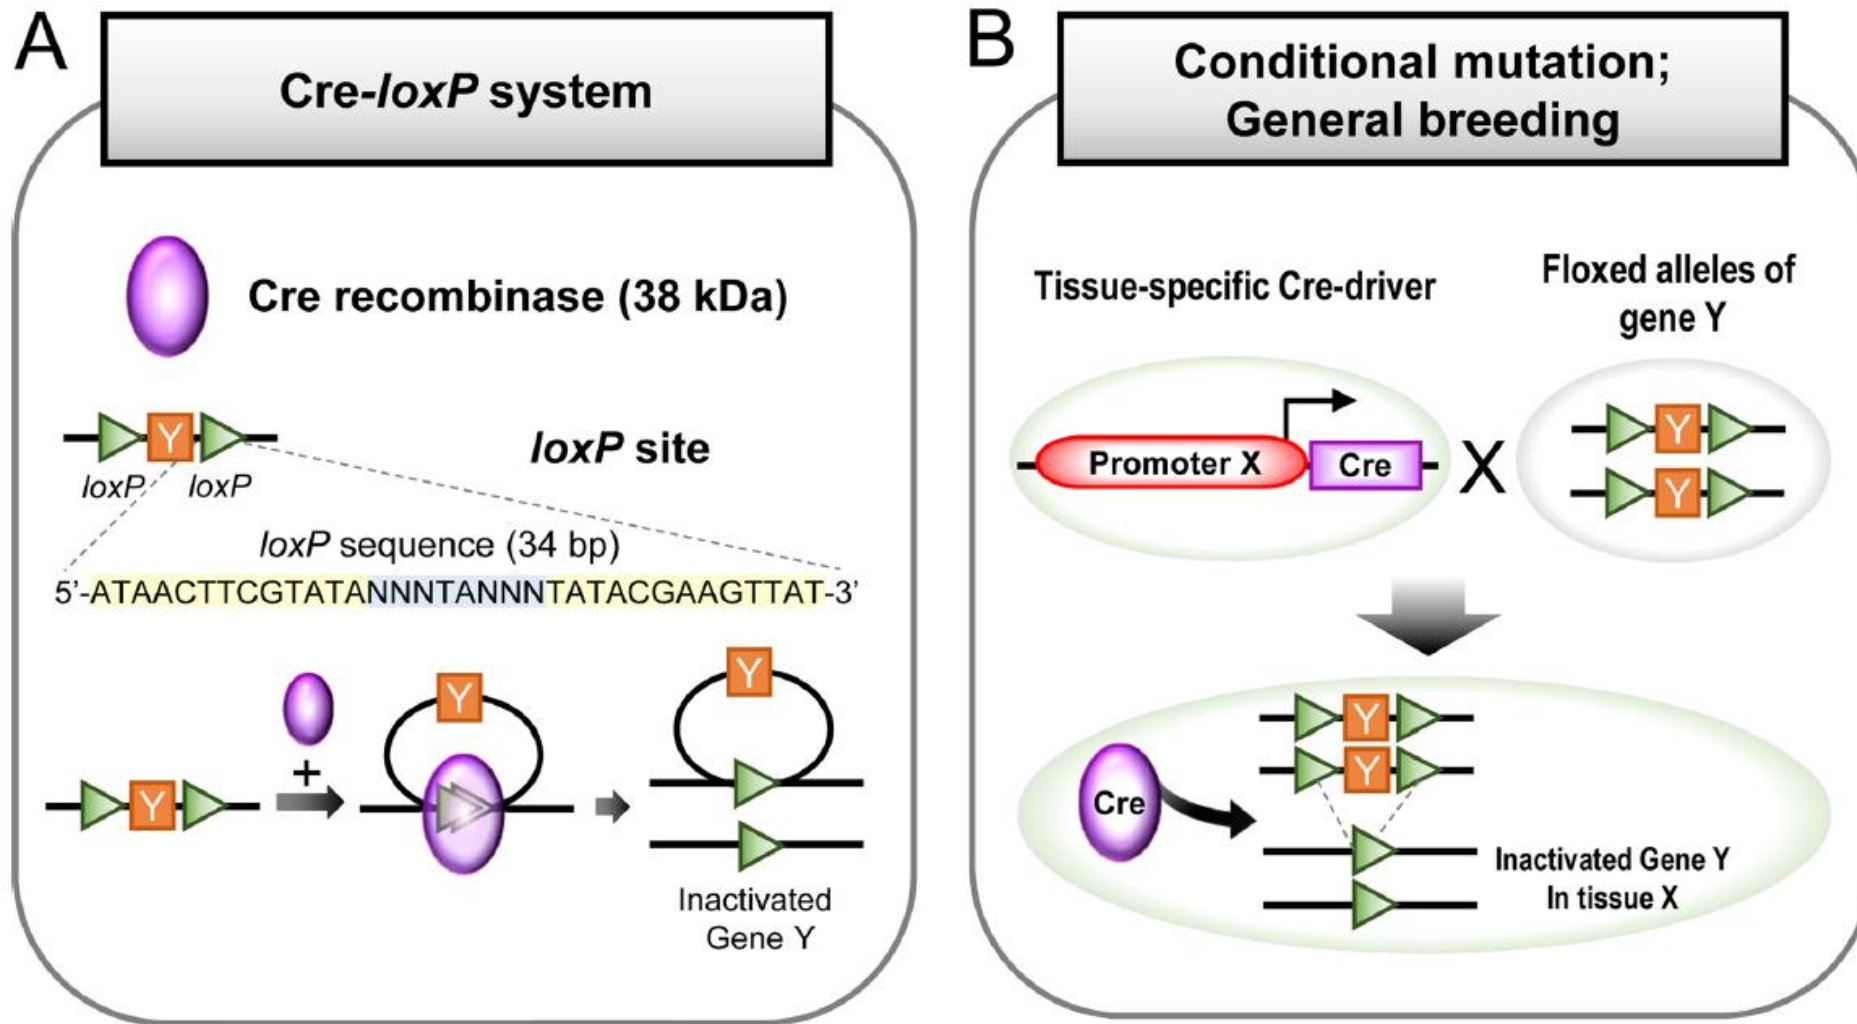 A
Cre-loxP system
Cre recombinase (38 kDa)
Y
loxP loxP
loxP site
loxP sequence (34 bp)
5’-ATAACTTCGTATANNNTANNNTATACGAAGTTAT-3’
Y
+
Y
Y
Inactivated
Gene Y
B
Conditional mutation;
General breeding
Tissue-specific Cre-driver
Floxed alleles of
gene Y
Promoter X Cre
X
Y
Y
Y
Y
Cre
Inactivated Gene Y
In tissue X